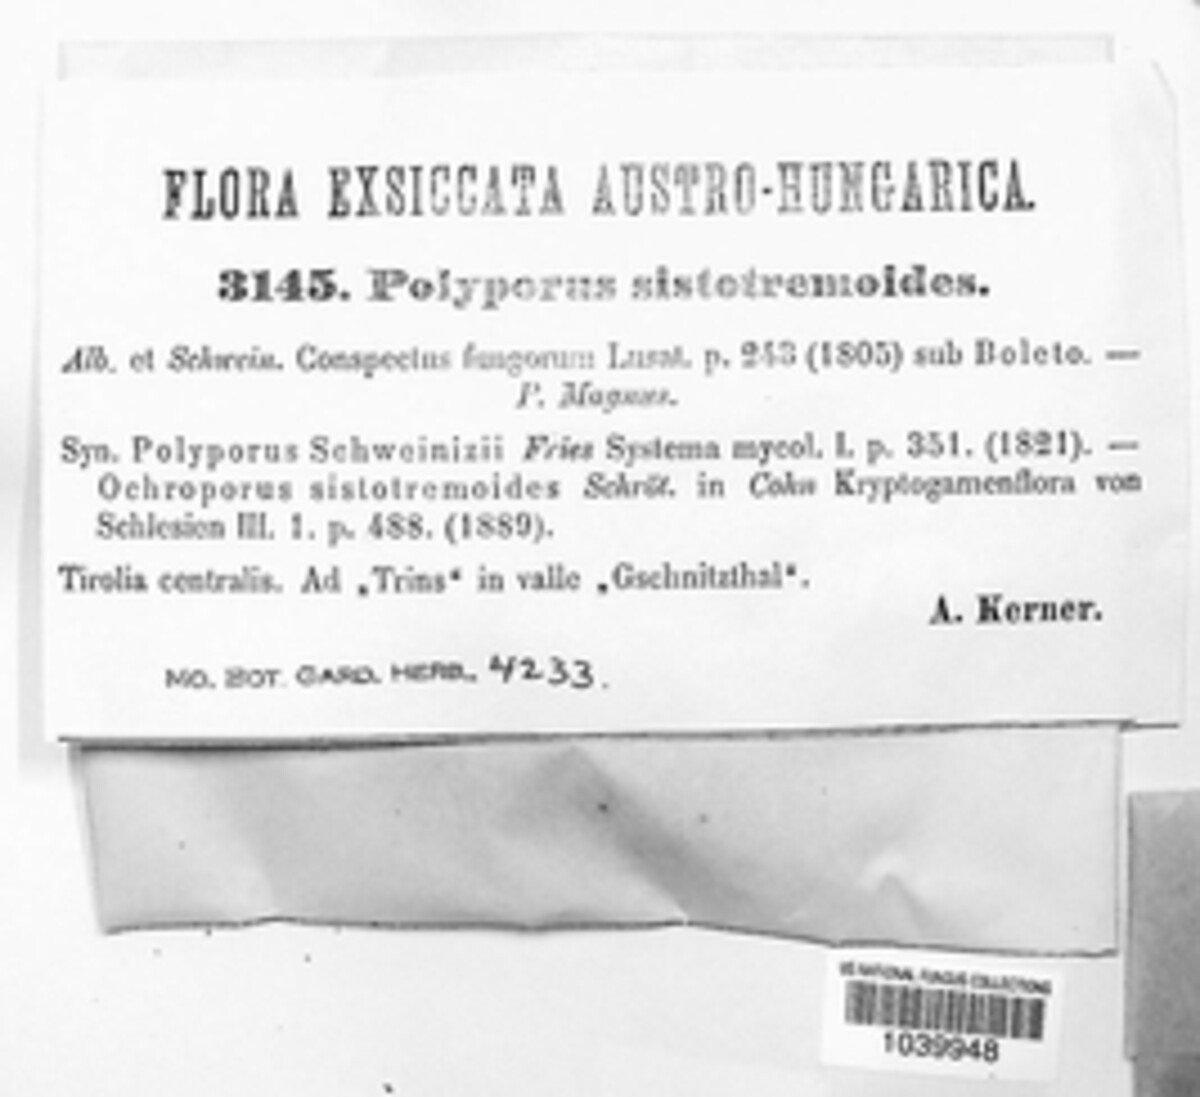 FLORA EXSICCATA AUSTRO-HUNGARICA.
3145. Polyporus sistotremoides.
Alb. et Schwein. Conspectus fungorum Lusat. p. 243 (1805) sub Boleto. —
P. Magnus.
Syn. Polyporus Schweinizii Fries Systema mycol. I. p. 351. (1821). —
Ochroporus sistotremoides Schröt. in Cohn Kryptogamenflora von
Schlesien III. 1. p. 488. (1889).
Tirolia centralis. Ad „Trins“ in valle „Gschnitzthal“.
A. Kerner.
MO. BOT. GARD. HERB. 4233.
US NATIONAL FUNGUS COLLECTIONS
1039948